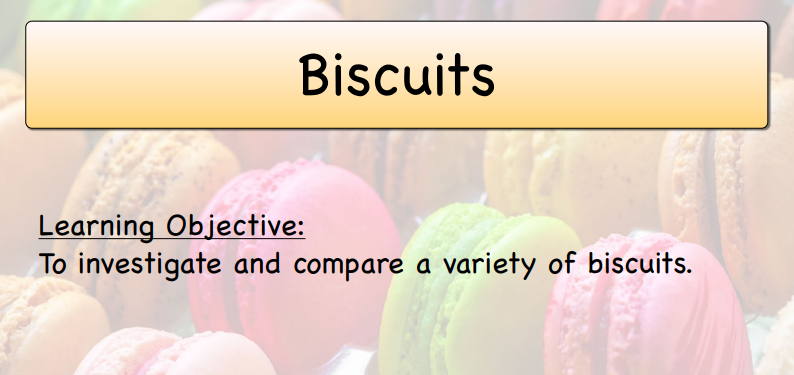 Biscuits
Learning Objective:
To investigate and compare a variety of biscuits.